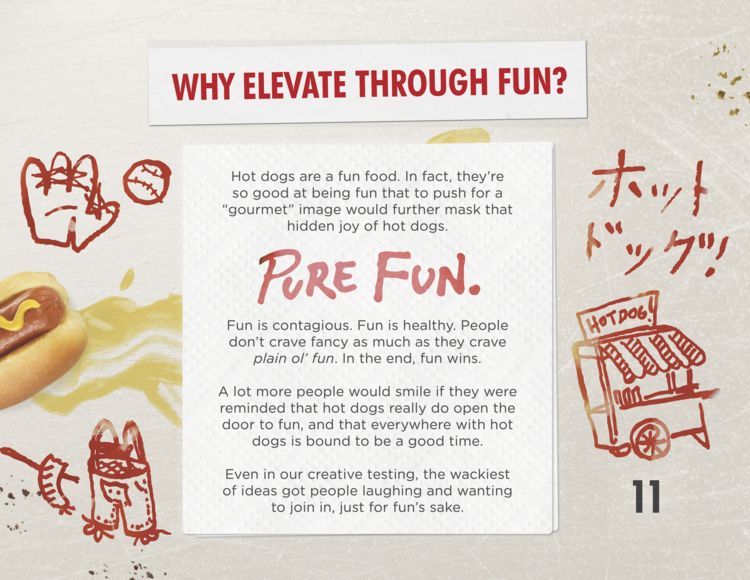 WHY ELEVATE THROUGH FUN?
Hot dogs are a fun food. In fact, they're
so good at being fun that to push for a
“gourmet” image would further mask that
hidden joy of hot dogs.
PURE FUN.
Fun is contagious. Fun is healthy. People
don't crave fancy as much as they crave
plain ol' fun. In the end, fun wins.
A lot more people would smile if they were
reminded that hot dogs really do open the
door to fun, and that everywhere with hot
dogs is bound to be a good time.
Even in our creative testing, the wackiest
of ideas got people laughing and wanting
to join in, just for fun's sake.
ホット
ドッグ!
HOTDOG!
11